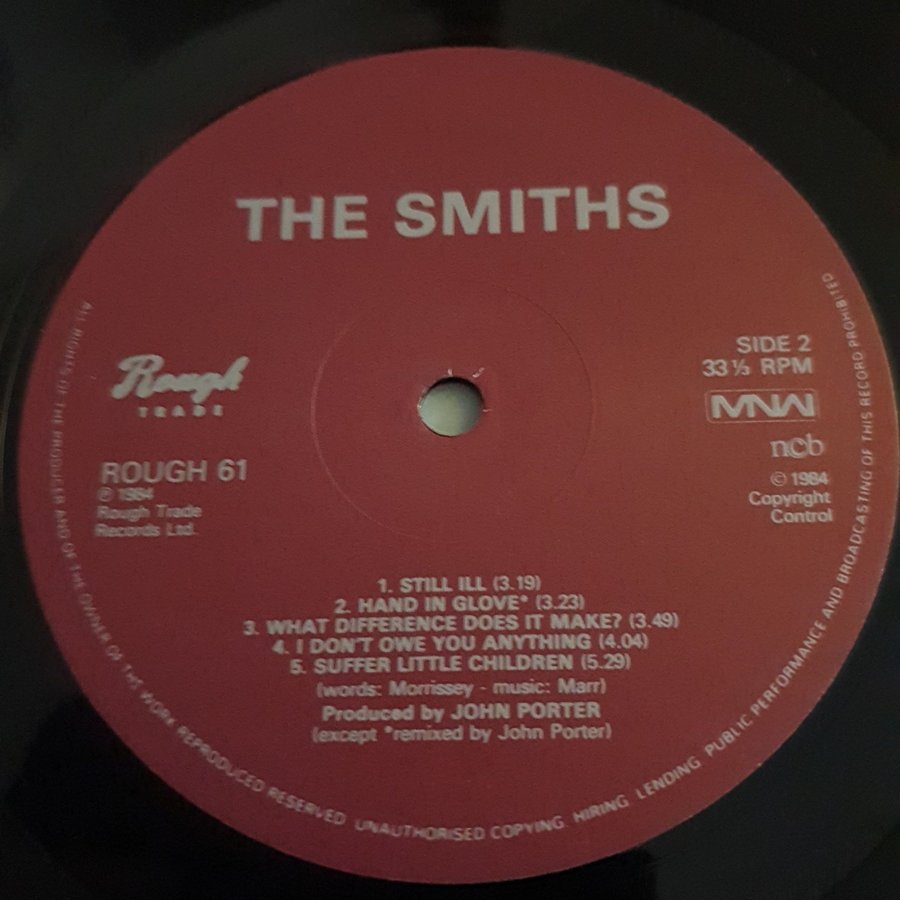 THE SMITHS
Rough
TRADE
ROUGH 61
℗ 1984
Rough Trade
Records Ltd.
SIDE 2
33⅓ RPM
MNW
ncb
© 1984
Copyright
Control
1. STILL ILL (3.19)
2. HAND IN GLOVE* (3.23)
3. WHAT DIFFERENCE DOES IT MAKE? (3.49)
4. I DON'T OWE YOU ANYTHING (4.04)
5. SUFFER LITTLE CHILDREN (5.29)
(words: Morrissey - music: Marr)
Produced by JOHN PORTER
(except *remixed by John Porter)
ALL RIGHTS OF THE PRODUCER AND OF THE OWNER OF THE WORK REPRODUCED RESERVED. UNAUTHORISED COPYING. HIRING. LENDING. PUBLIC PERFORMANCE AND BROADCASTING OF THIS RECORD PROHIBITED